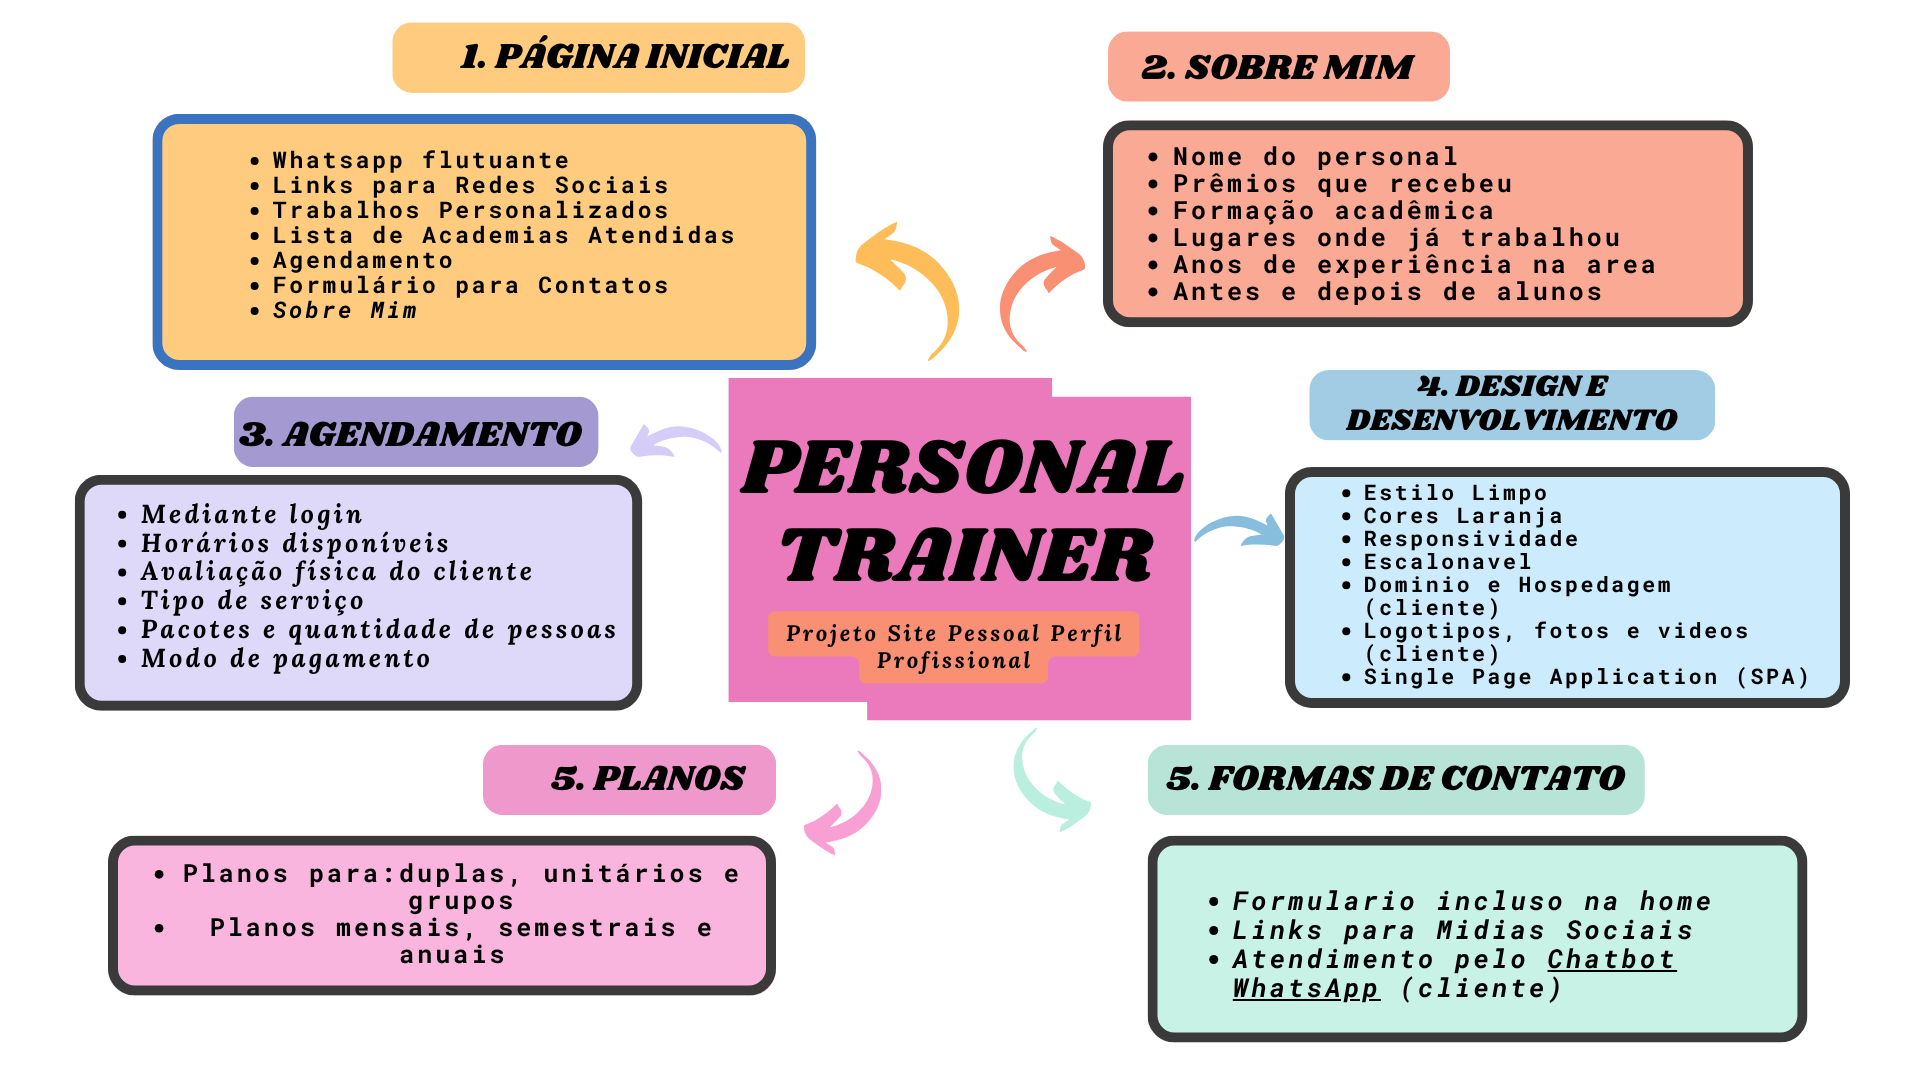 1. PÁGINA INICIAL
Whatsapp flutuante
Links para Redes Sociais
Trabalhos Personalizados
Lista de Academias Atendidas
Agendamento
Formulário para Contatos
Sobre Mim
2. SOBRE MIM
Nome do personal
Prêmios que recebeu
Formação acadêmica
Lugares onde já trabalhou
Anos de experiência na area
Antes e depois de alunos
3. AGENDAMENTO
Mediante login
Horários disponíveis
Avaliação física do cliente
Tipo de serviço
Pacotes e quantidade de pessoas
Modo de pagamento
PERSONAL
TRAINER
Projeto Site Pessoal Perfil
Profissional
4. DESIGN E
DESENVOLVIMENTO
Estilo Limpo
Cores Laranja
Responsividade
Escalonavel
Dominio e Hospedagem
(cliente)
Logotipos, fotos e videos
(cliente)
Single Page Application (SPA)
5. PLANOS
Planos para:duplas, unitários e
grupos
Planos mensais, semestrais e
anuais
5. FORMAS DE CONTATO
Formulario incluso na home
Links para Midias Sociais
Atendimento pelo Chatbot
WhatsApp (cliente)